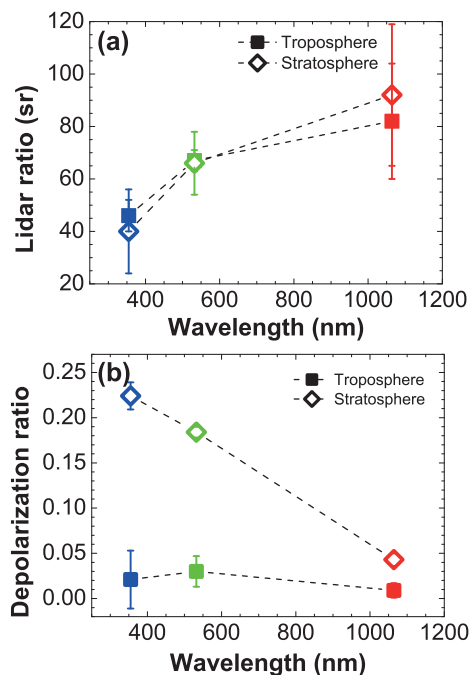 (a)
Troposphere
Stratosphere
Lidar ratio (sr)
120
100
80
60
40
20
400 600 800 1000 1200
Wavelength (nm)
(b)
Troposphere
Stratosphere
Depolarization ratio
0.25
0.20
0.15
0.10
0.05
0.00
400 600 800 1000 1200
Wavelength (nm)